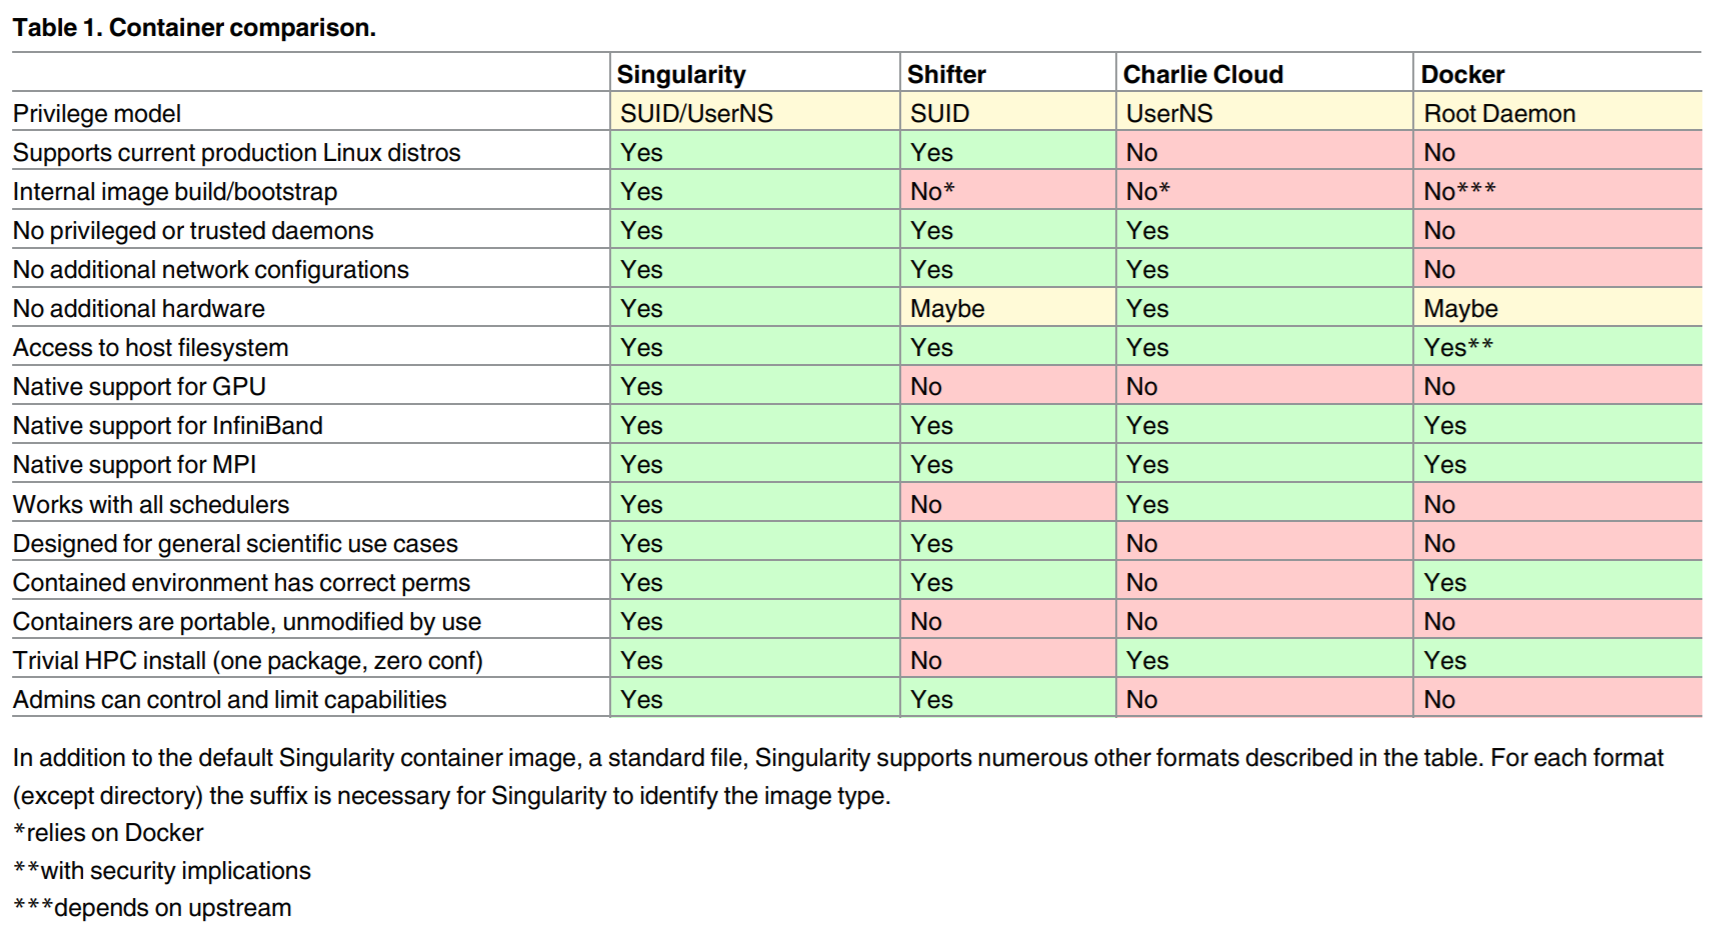 Table 1. Container comparison.
Singularity Shifter Charlie Cloud Docker
Privilege model SUID/UserNS SUID UserNS Root Daemon
Supports current production Linux distros Yes Yes No No
Internal image build/bootstrap Yes No* No* No***
No privileged or trusted daemons Yes Yes Yes No
No additional network configurations Yes Yes Yes No
No additional hardware Yes Maybe Yes Maybe
Access to host filesystem Yes Yes Yes Yes**
Native support for GPU Yes No No No
Native support for InfiniBand Yes Yes Yes Yes
Native support for MPI Yes Yes Yes Yes
Works with all schedulers Yes No Yes No
Designed for general scientific use cases Yes Yes No No
Contained environment has correct perms Yes Yes No Yes
Containers are portable, unmodified by use Yes No No No
Trivial HPC install (one package, zero conf) Yes No Yes Yes
Admins can control and limit capabilities Yes Yes No No
In addition to the default Singularity container image, a standard file, Singularity supports numerous other formats described in the table. For each format
(except directory) the suffix is necessary for Singularity to identify the image type.
*relies on Docker
**with security implications
***depends on upstream